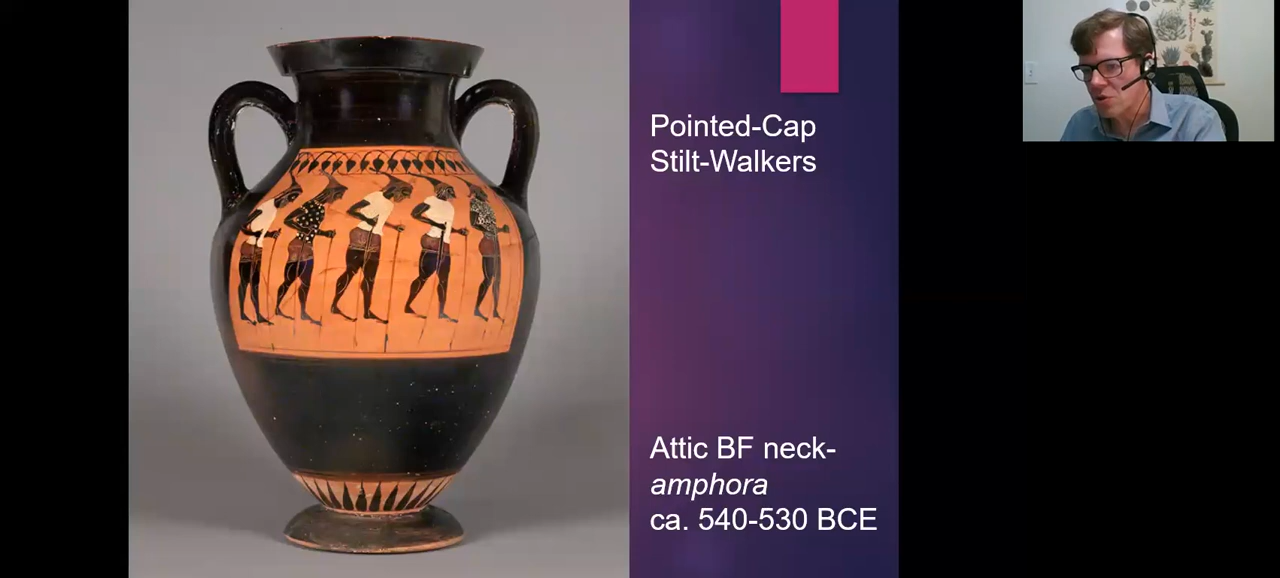 Pointed-Cap
Stilt-Walkers
Attic BF neck-
amphora
ca. 540-530 BCE